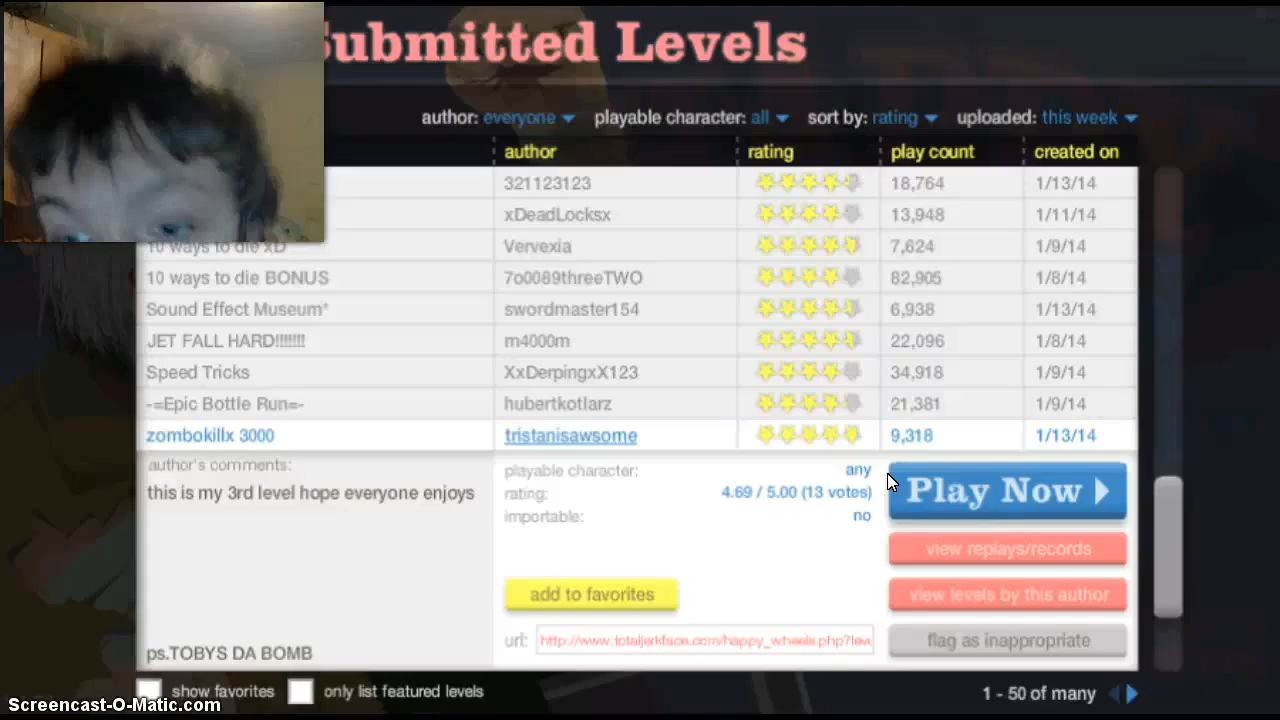 Submitted Levels
author: everyone playable character: all sort by: rating uploaded: this week
author rating play count created on
321123123 18,764 1/13/14
xDeadLocksx 13,948 1/11/14
10 ways to die xD Vervexia 7,624 1/9/14
10 ways to die BONUS 7o0089threeTWO 82,905 1/8/14
Sound Effect Museum* swordmaster154 6,938 1/13/14
JET FALL HARD!!!!!!! m4000m 22,096 1/8/14
Speed Tricks XxDerpingxX123 34,918 1/9/14
-=Epic Bottle Run=- hubertkotlarz 21,381 1/9/14
zombokillx 3000 tristanisawsome 9,318 1/13/14
author's comments: playable character: any
this is my 3rd level hope everyone enjoys rating: 4.69 / 5.00 (13 votes) Play Now
importable: no
view replays/records
add to favorites view levels by this author
url: http://www.totaljerkface.com/happy_wheels.php?leve flag as inappropriate
ps.TOBYS DA BOMB
show favorites only list featured levels 1 - 50 of many
Screencast-O-Matic.com